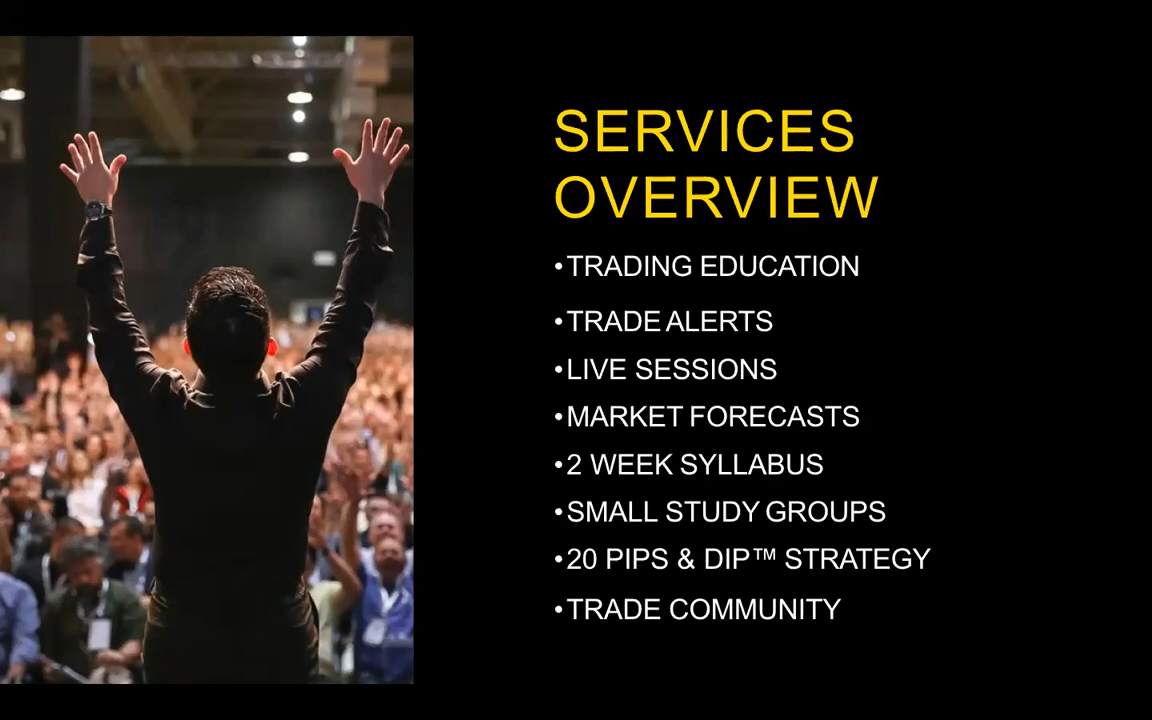 SERVICES
OVERVIEW
•TRADING EDUCATION
•TRADE ALERTS
•LIVE SESSIONS
•MARKET FORECASTS
•2 WEEK SYLLABUS
•SMALL STUDY GROUPS
•20 PIPS & DIP™ STRATEGY
•TRADE COMMUNITY